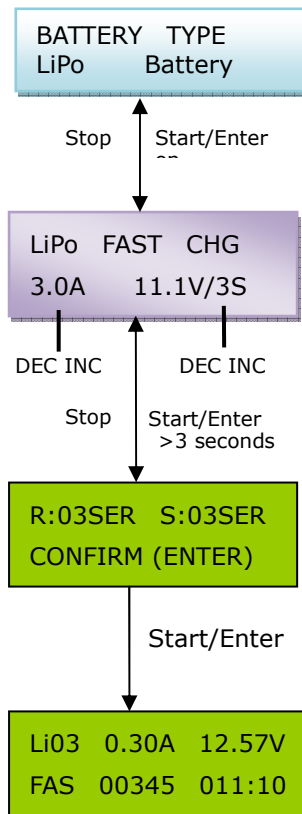 BATTERY TYPE
LiPo Battery
Stop Start/Enter
LiPo FAST CHG
3.0A 11.1V/3S
DEC INC DEC INC
Stop Start/Enter
>3 seconds
R:03SER S:03SER
CONFIRM (ENTER)
Start/Enter
Li03 0.30A 12.57V
FAS 00345 011:10